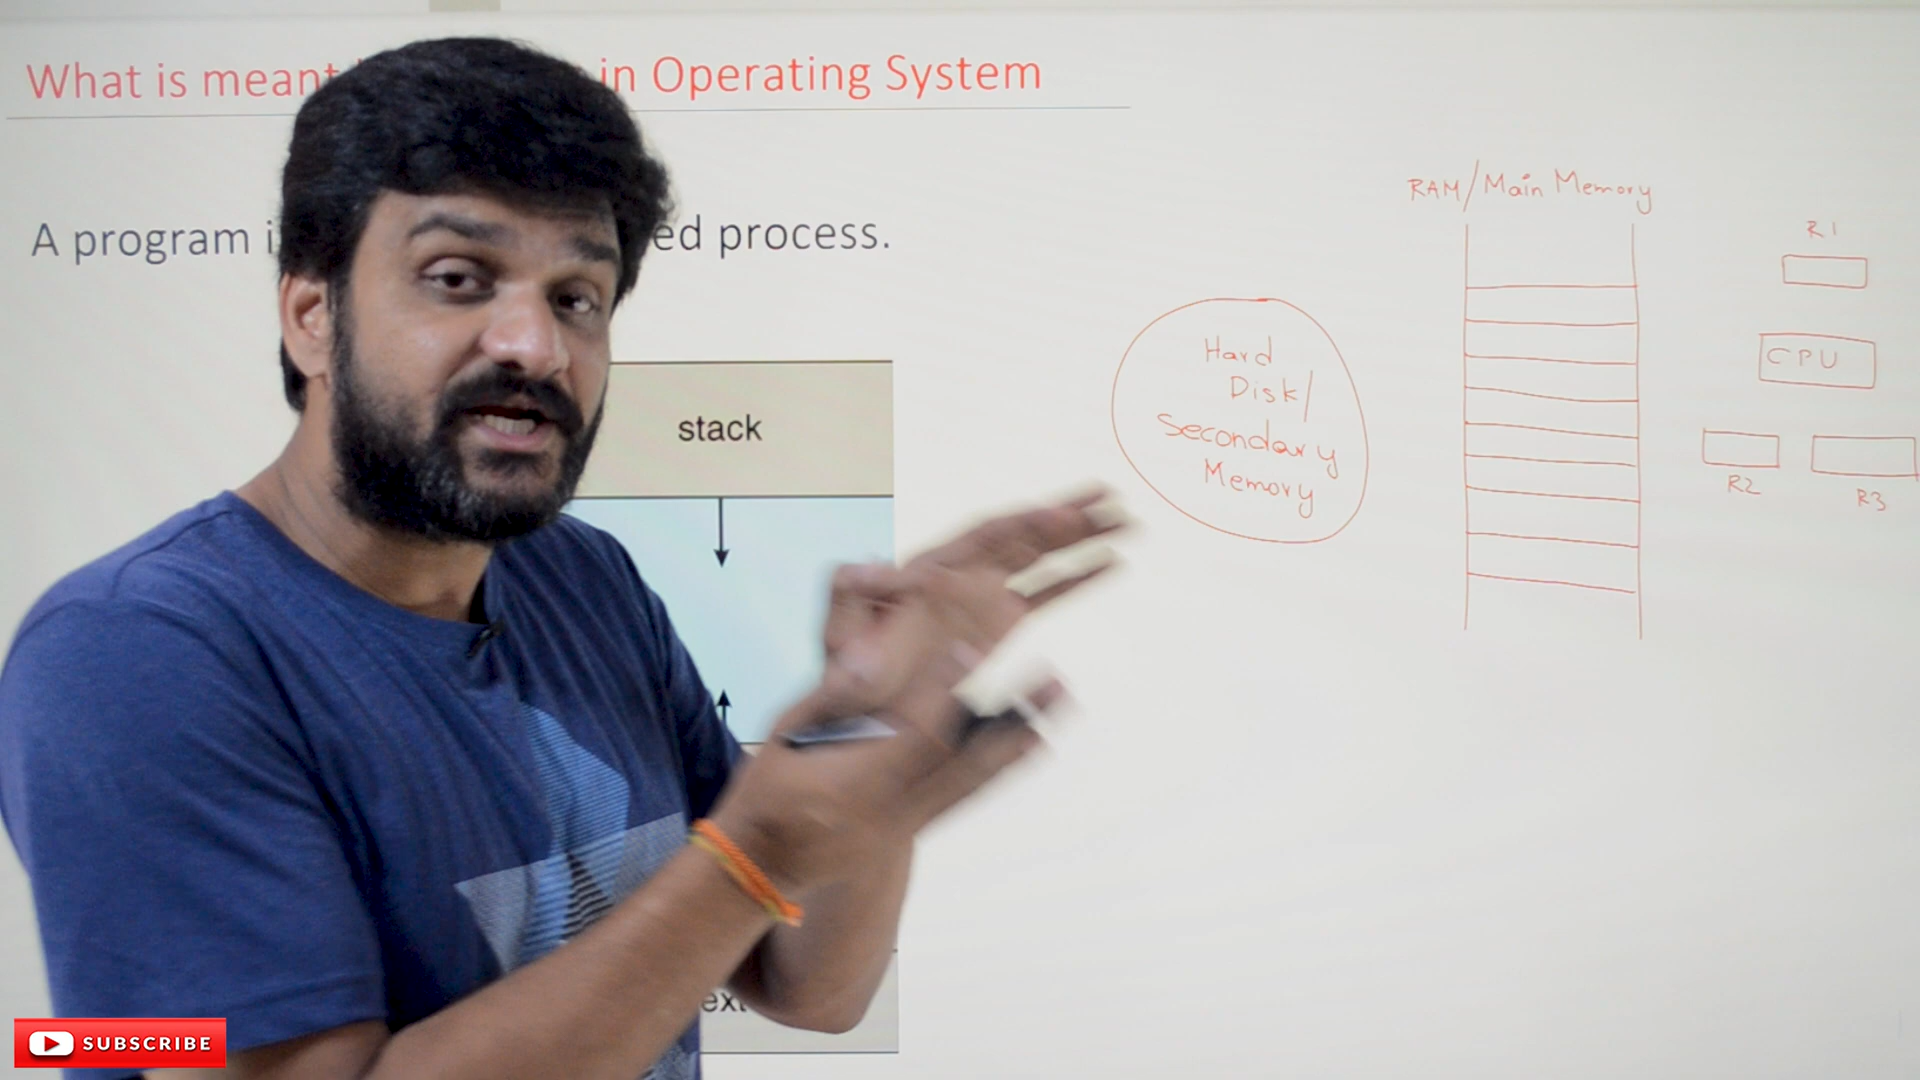 What is meant in Operating System
A program ed process.
stack
RAM/Main Memory
R1
Hard
Disk/
Secondary
Memory
CPU
R2
R3
ext
SUBSCRIBE